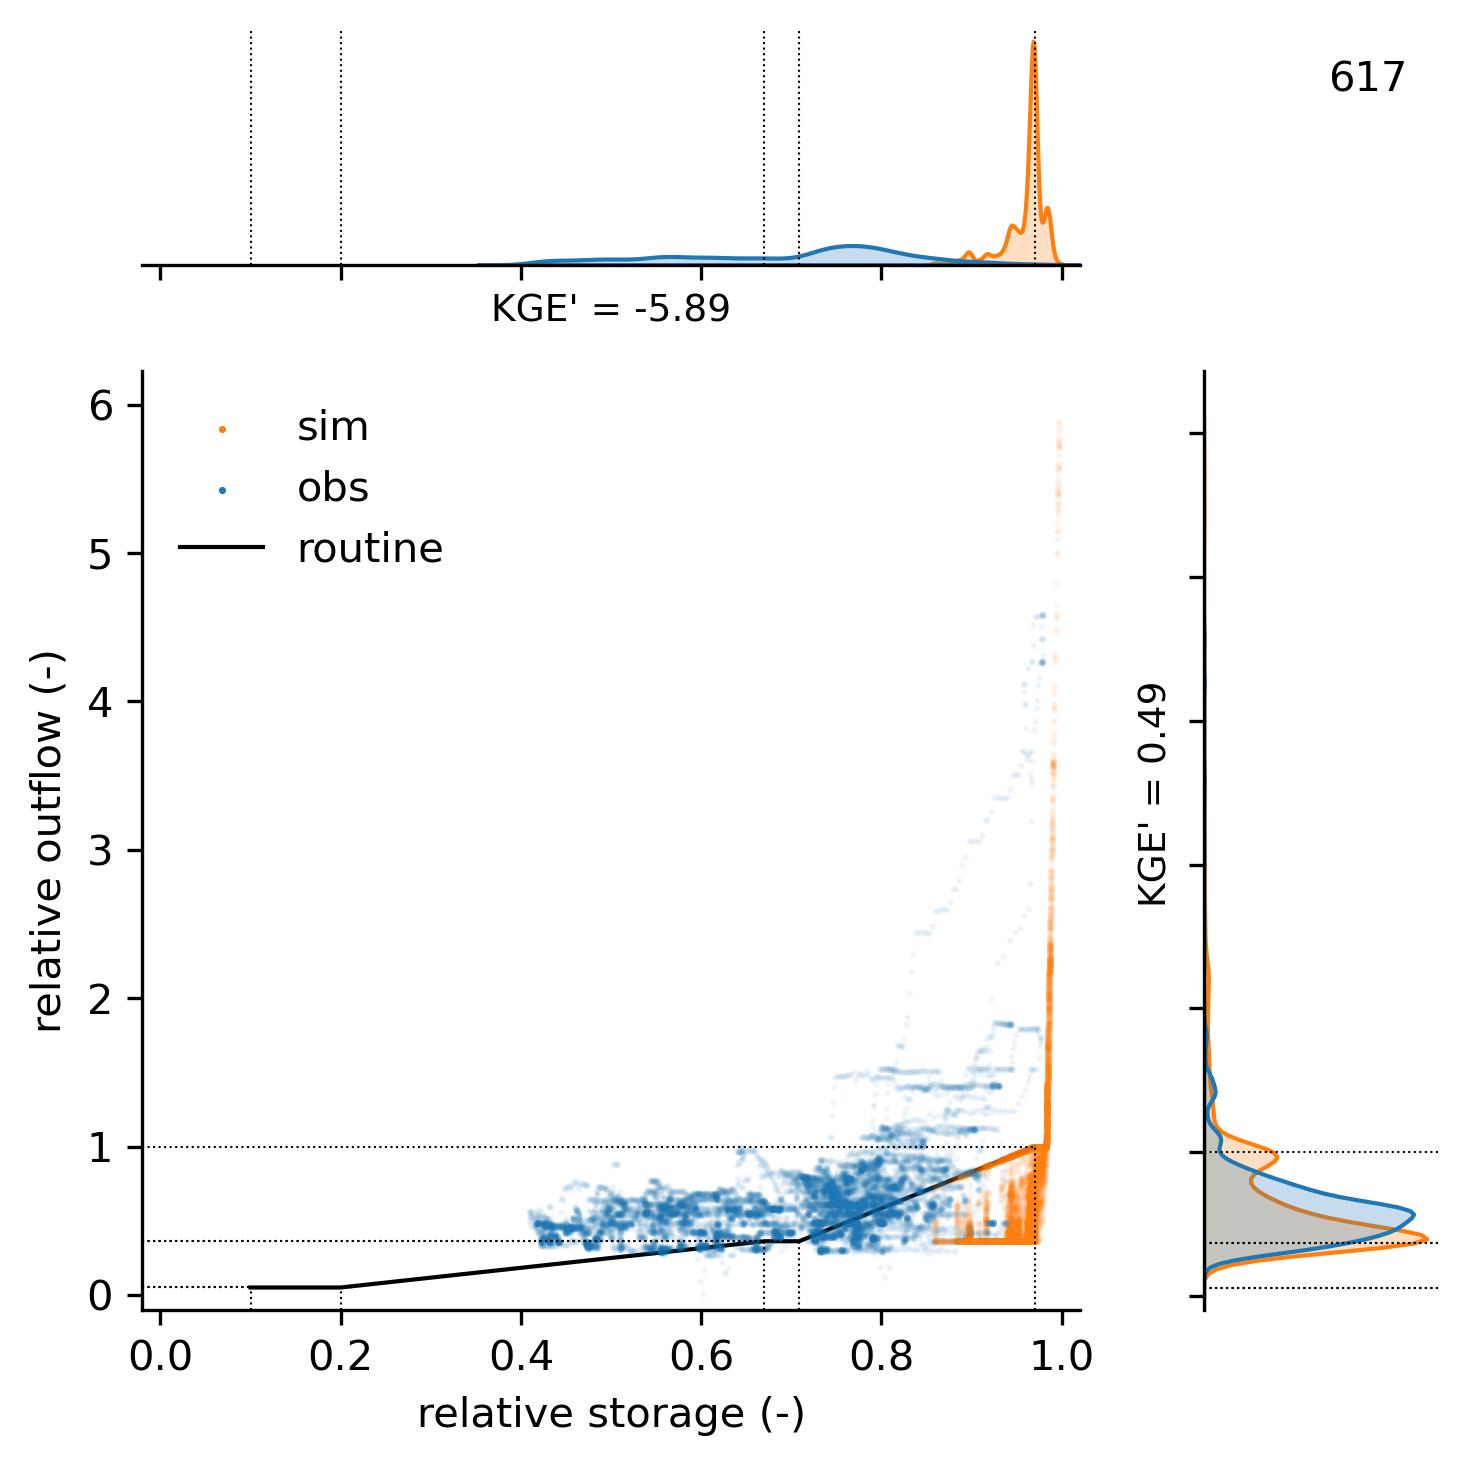 617
KGE' = -5.89
sim
obs
routine
6
5
4
3
2
1
0
relative outflow (-)
KGE' = 0.49
0.0 0.2 0.4 0.6 0.8 1.0
relative storage (-)